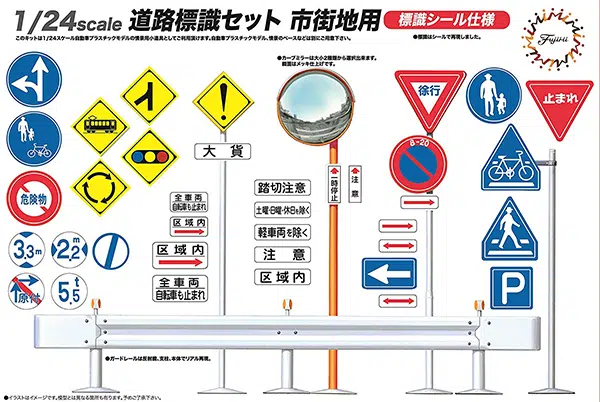 1/24scale 道路標識セット 市街地用 標識シール仕様
このキットは1/24スケール自動車プラスチックモデルの情景用小道具としてご利用頂けます。自動車プラスチックモデル、情景のベースなどは別にご用意下さい。
●標識はシールで再現しました。
Fujimi
●カーブミラーは大小2種類から選択出来ます。
鏡面はメッキ仕上げです。
!
大貨
危険物
3.3m
2.2m
原付
5.5t
全車両
自転車も止まれ
区域内
区域内
全車両
自転車も止まれ
踏切注意
土曜・日曜・休日を除く
軽車両を除く
注意
区域内
一時停止
注意
徐行
8-20
止まれ
P
●ガードレールは反射鏡、支柱、本体でリアル再現。
●イラストはイメージです。模型とは異なる箇所も有ります。予めご了承下さい。